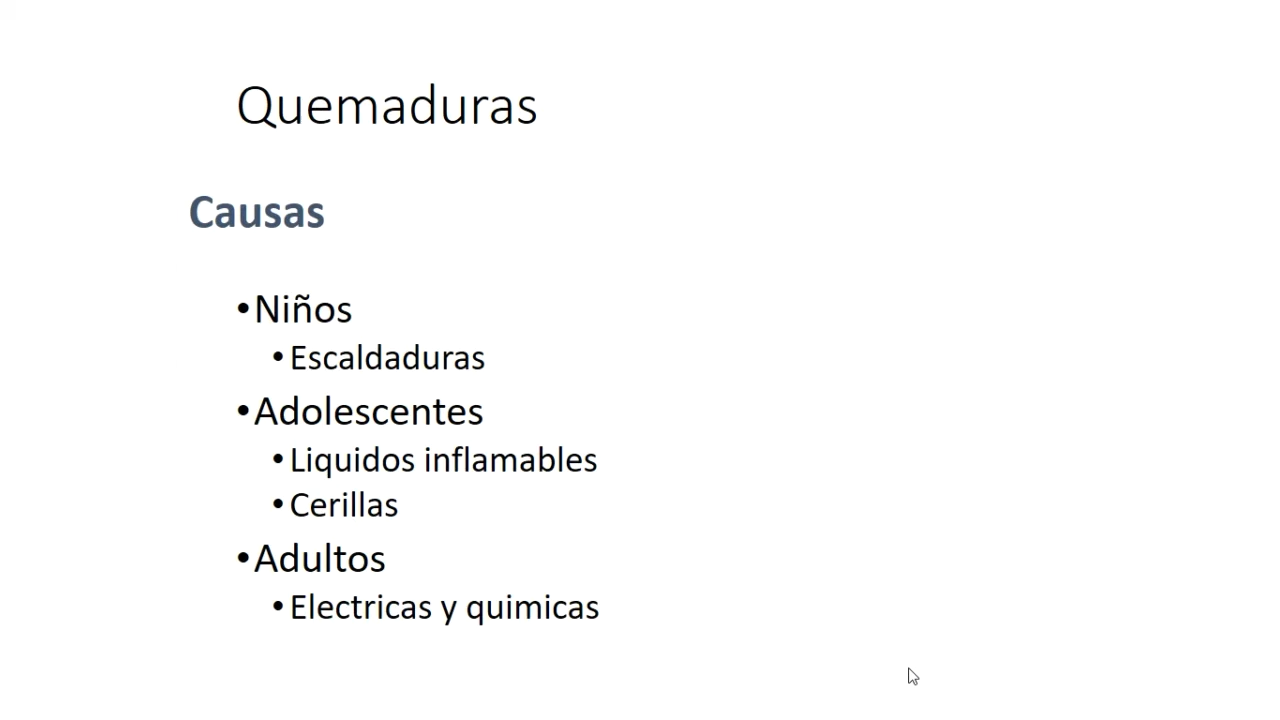 Quemaduras
Causas
•Niños
•Escaldaduras
•Adolescentes
•Liquidos inflamables
•Cerillas
•Adultos
•Electricas y quimicas